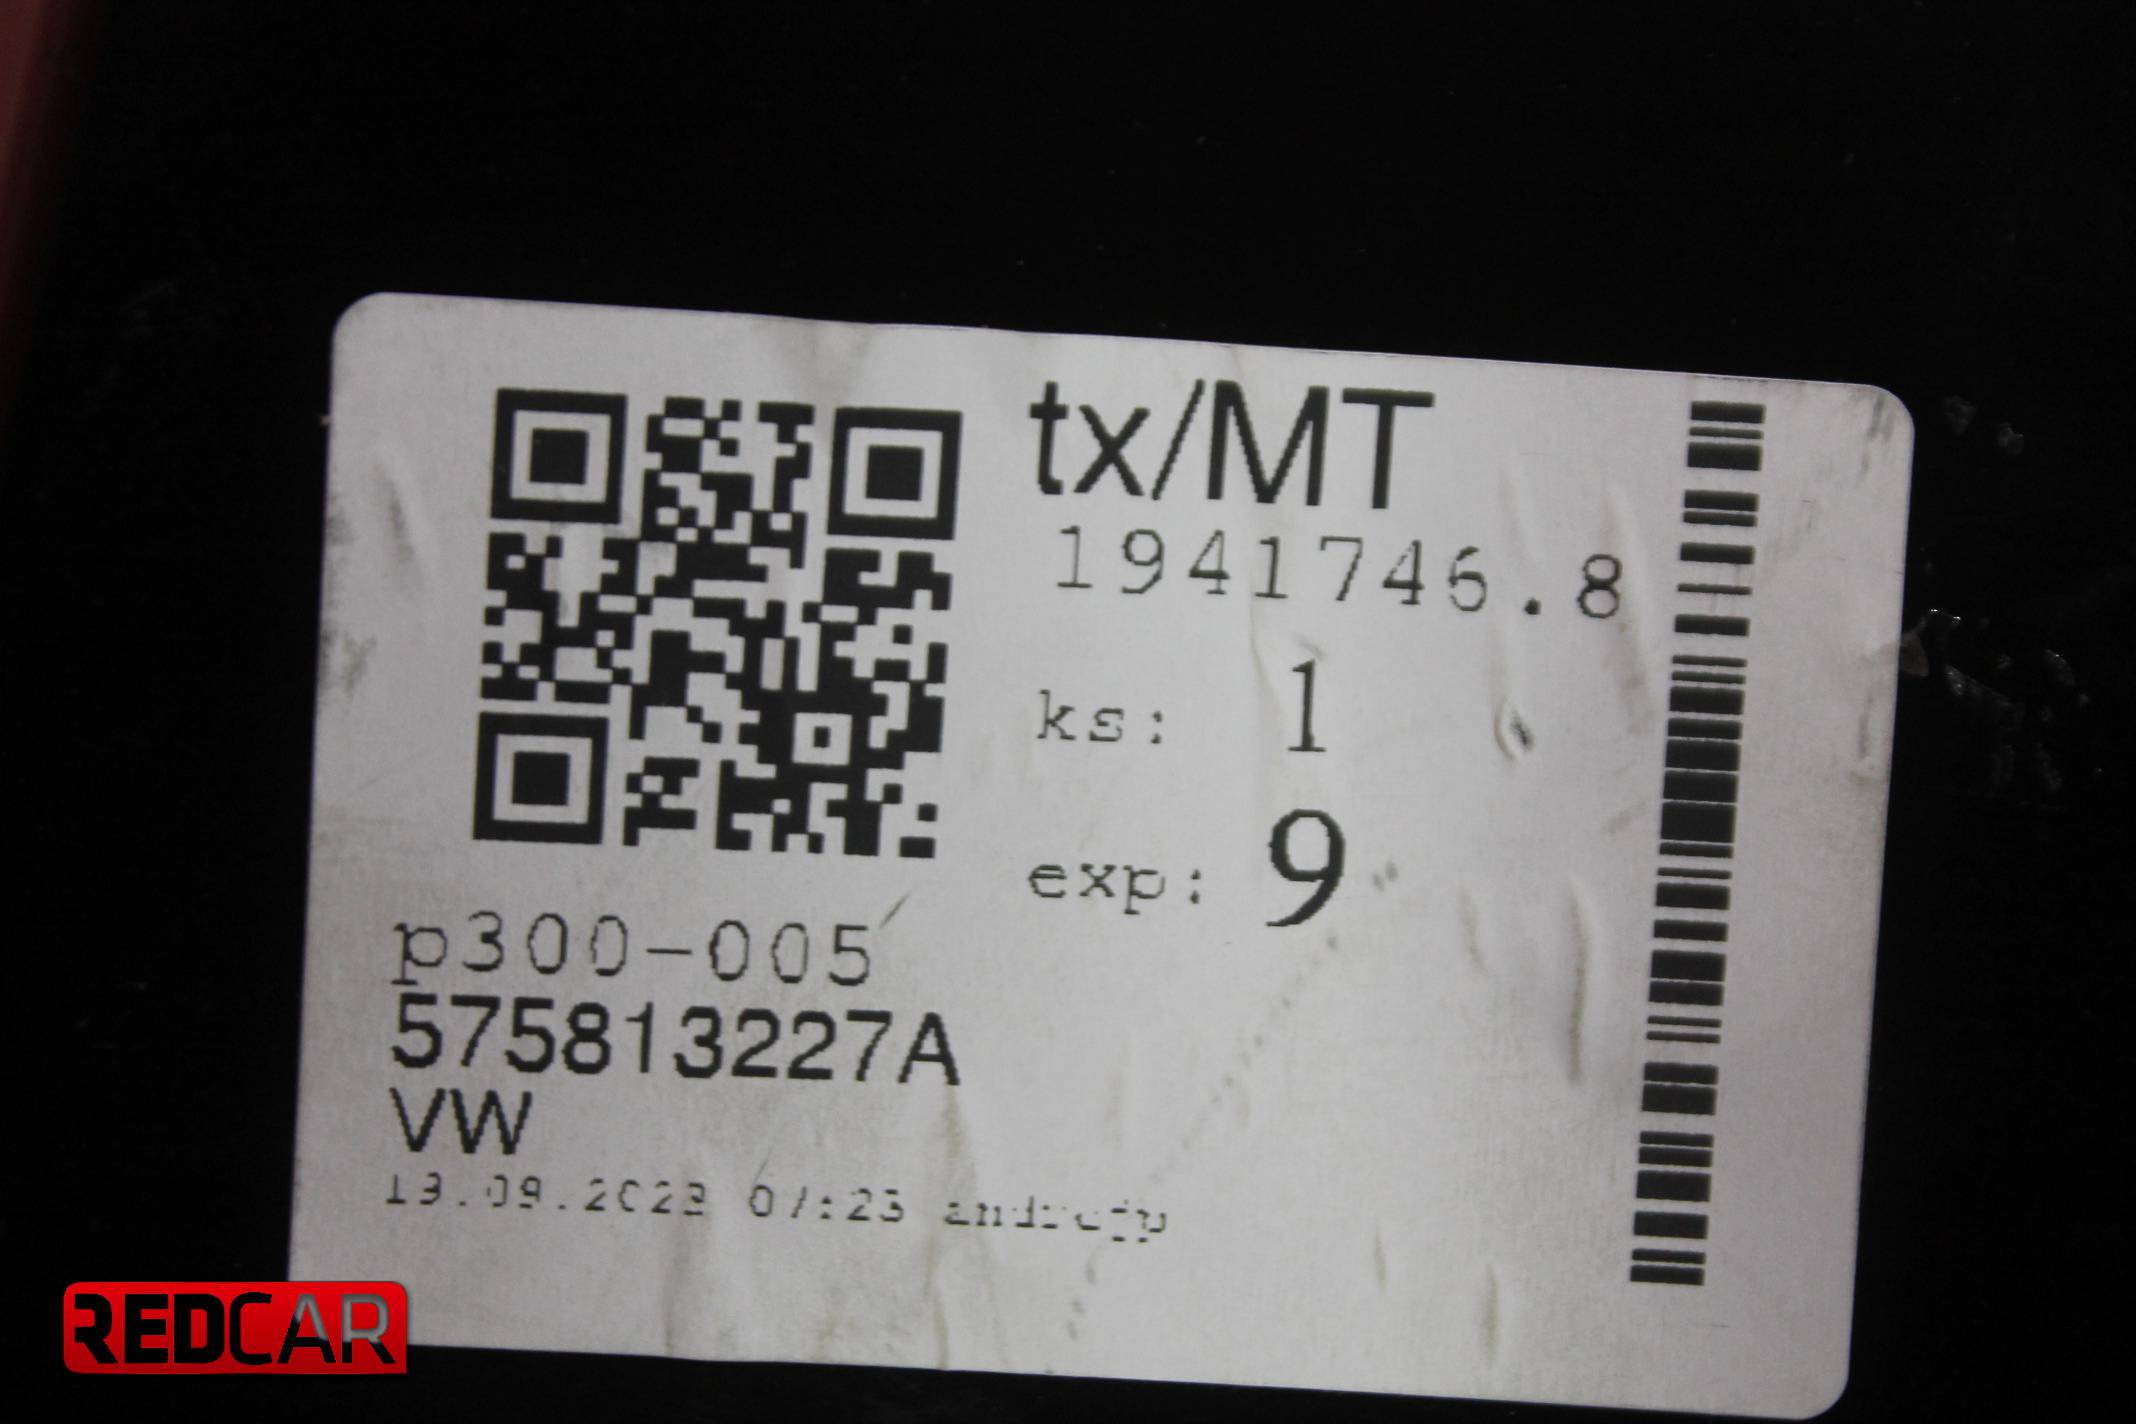 tx/MT
1941746.8
ks: 1
exp: 9
p300-005
575813227A
VW
REDCAR